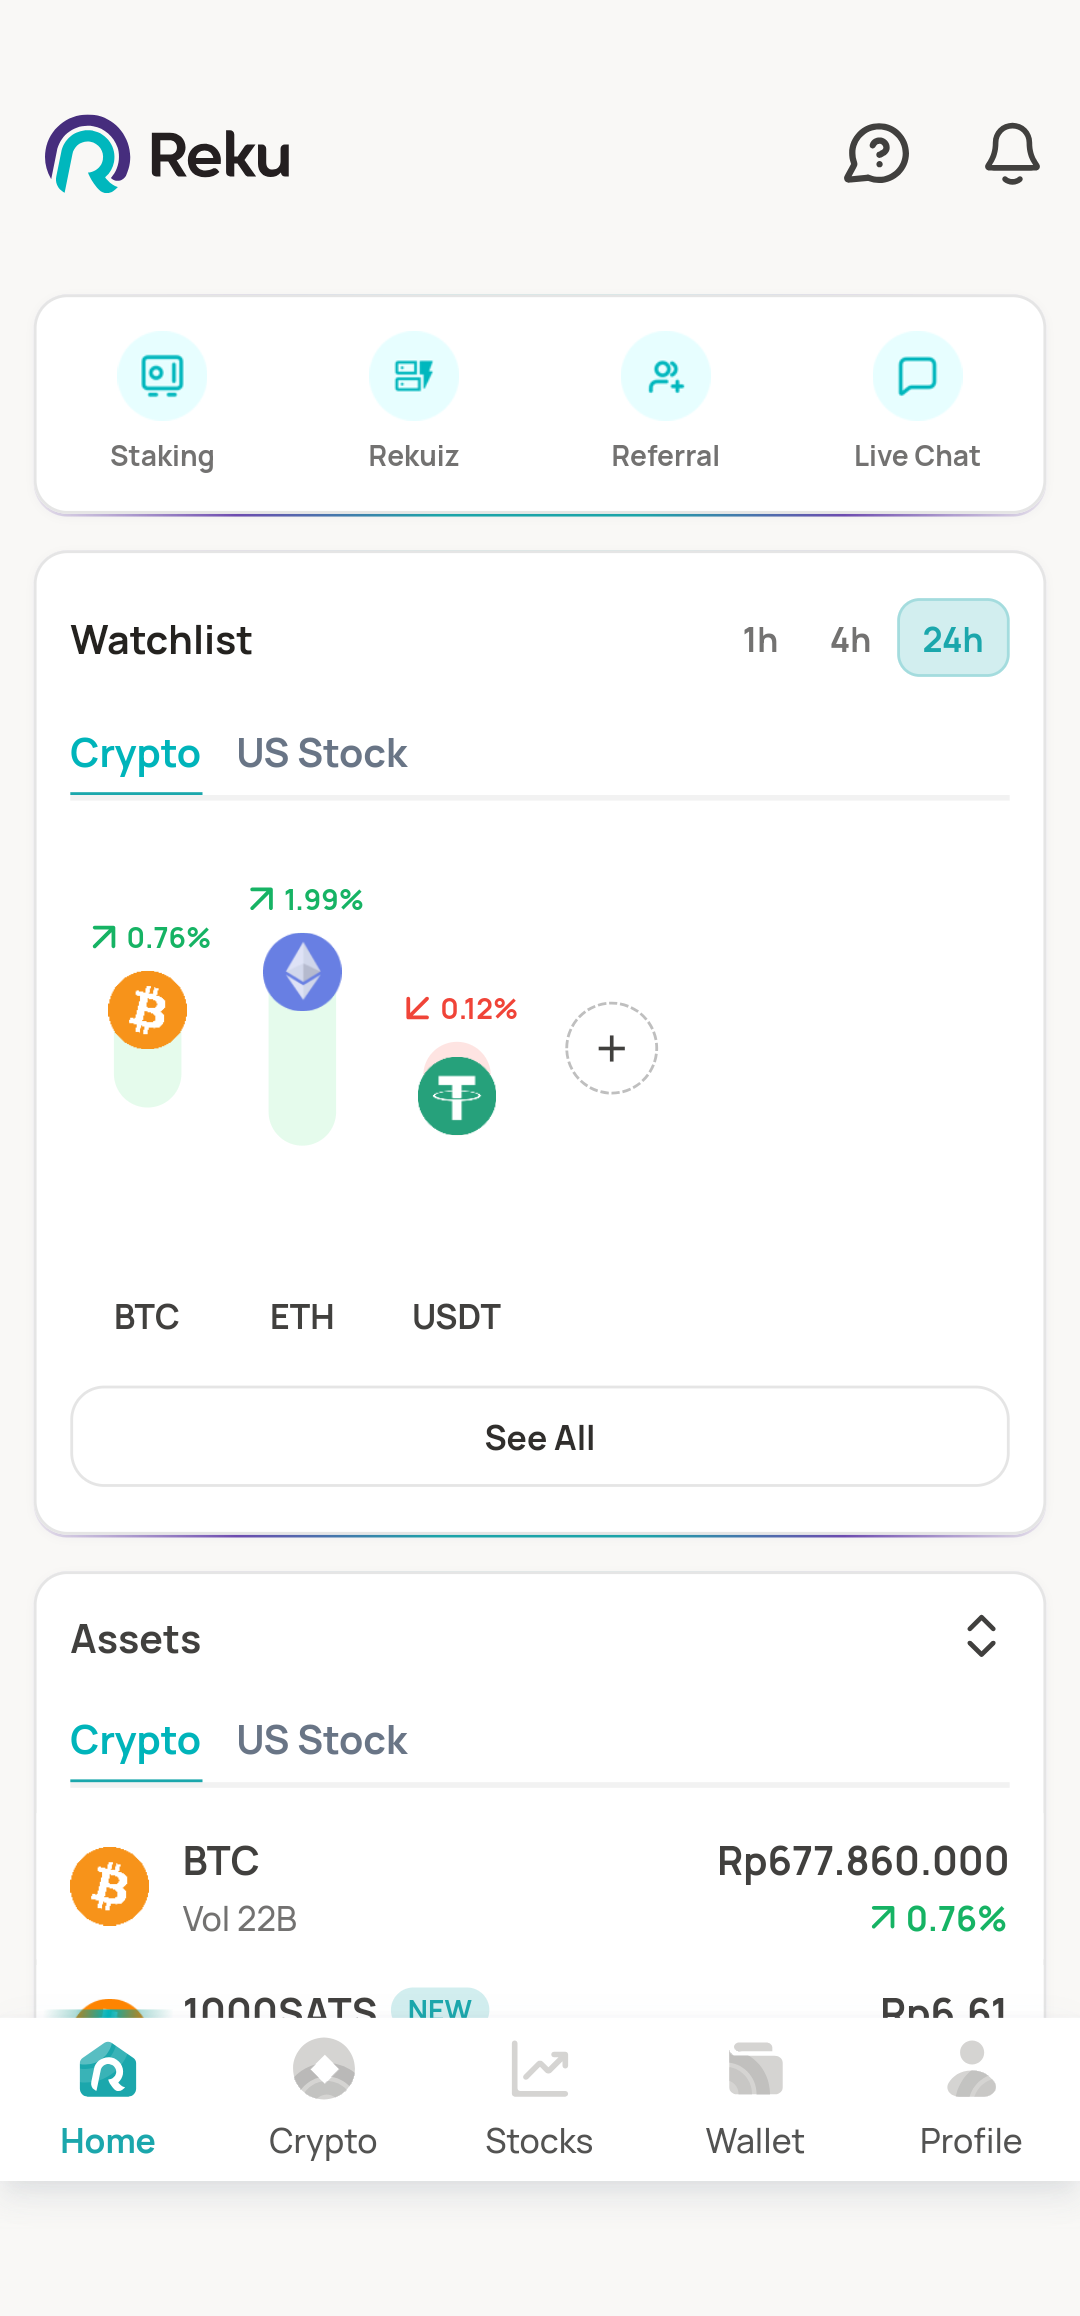 Reku
Staking
Rekuiz
Referral
Live Chat
Watchlist
1h
4h
24h
Crypto
US Stock
0.76%
1.99%
0.12%
BTC
ETH
USDT
See All
Assets
Crypto
US Stock
BTC
Rp677.860.000
Vol 22B
0.76%
1000SATS
NEW
Rp6,61
Home
Crypto
Stocks
Wallet
Profile